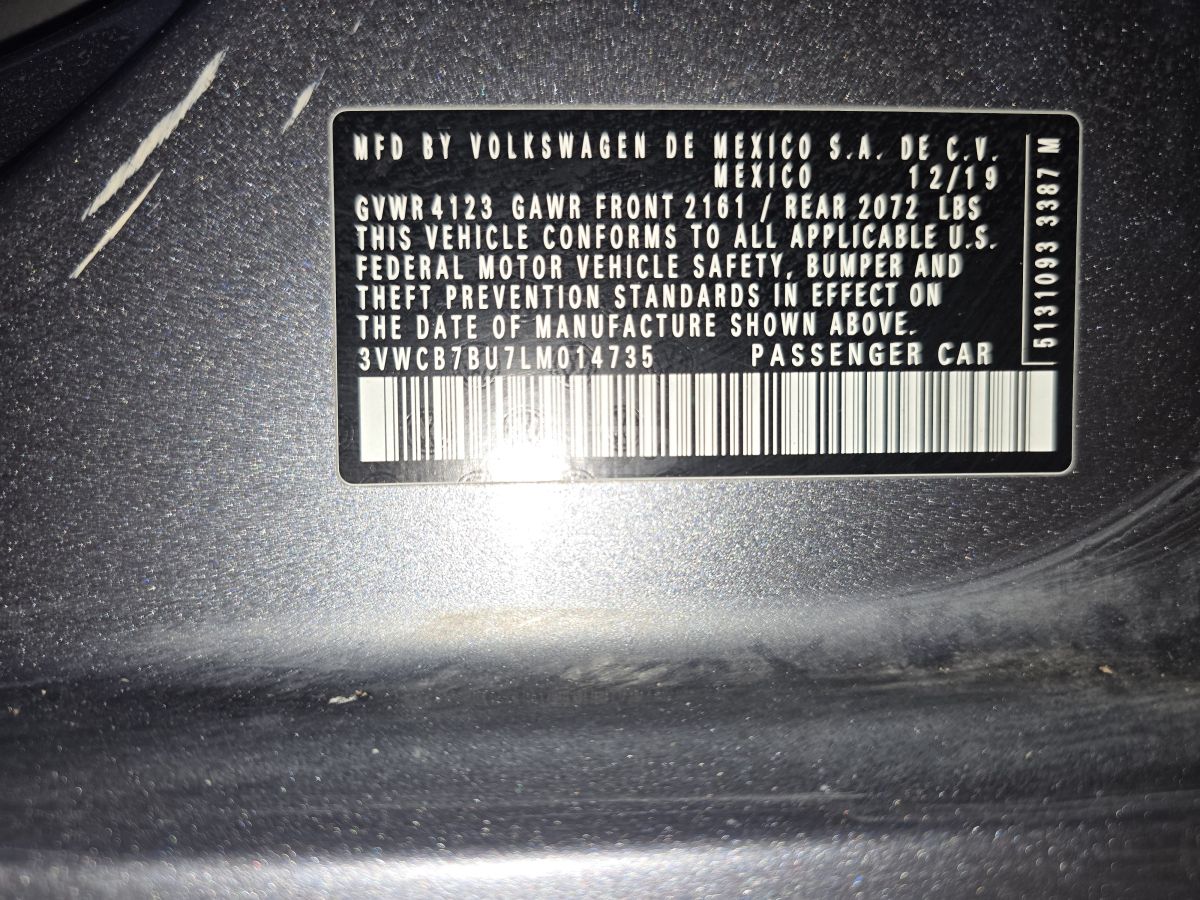 MFD BY VOLKSWAGEN DE MEXICO S.A. DE C.V.
MEXICO 12/19
GVWR 4123 GAWR FRONT 2161 / REAR 2072 LBS
THIS VEHICLE CONFORMS TO ALL APPLICABLE U.S.
FEDERAL MOTOR VEHICLE SAFETY, BUMPER AND
THEFT PREVENTION STANDARDS IN EFFECT ON
THE DATE OF MANUFACTURE SHOWN ABOVE.
3VWCB7BU7LM014735 PASSENGER CAR
5131093 3387 M